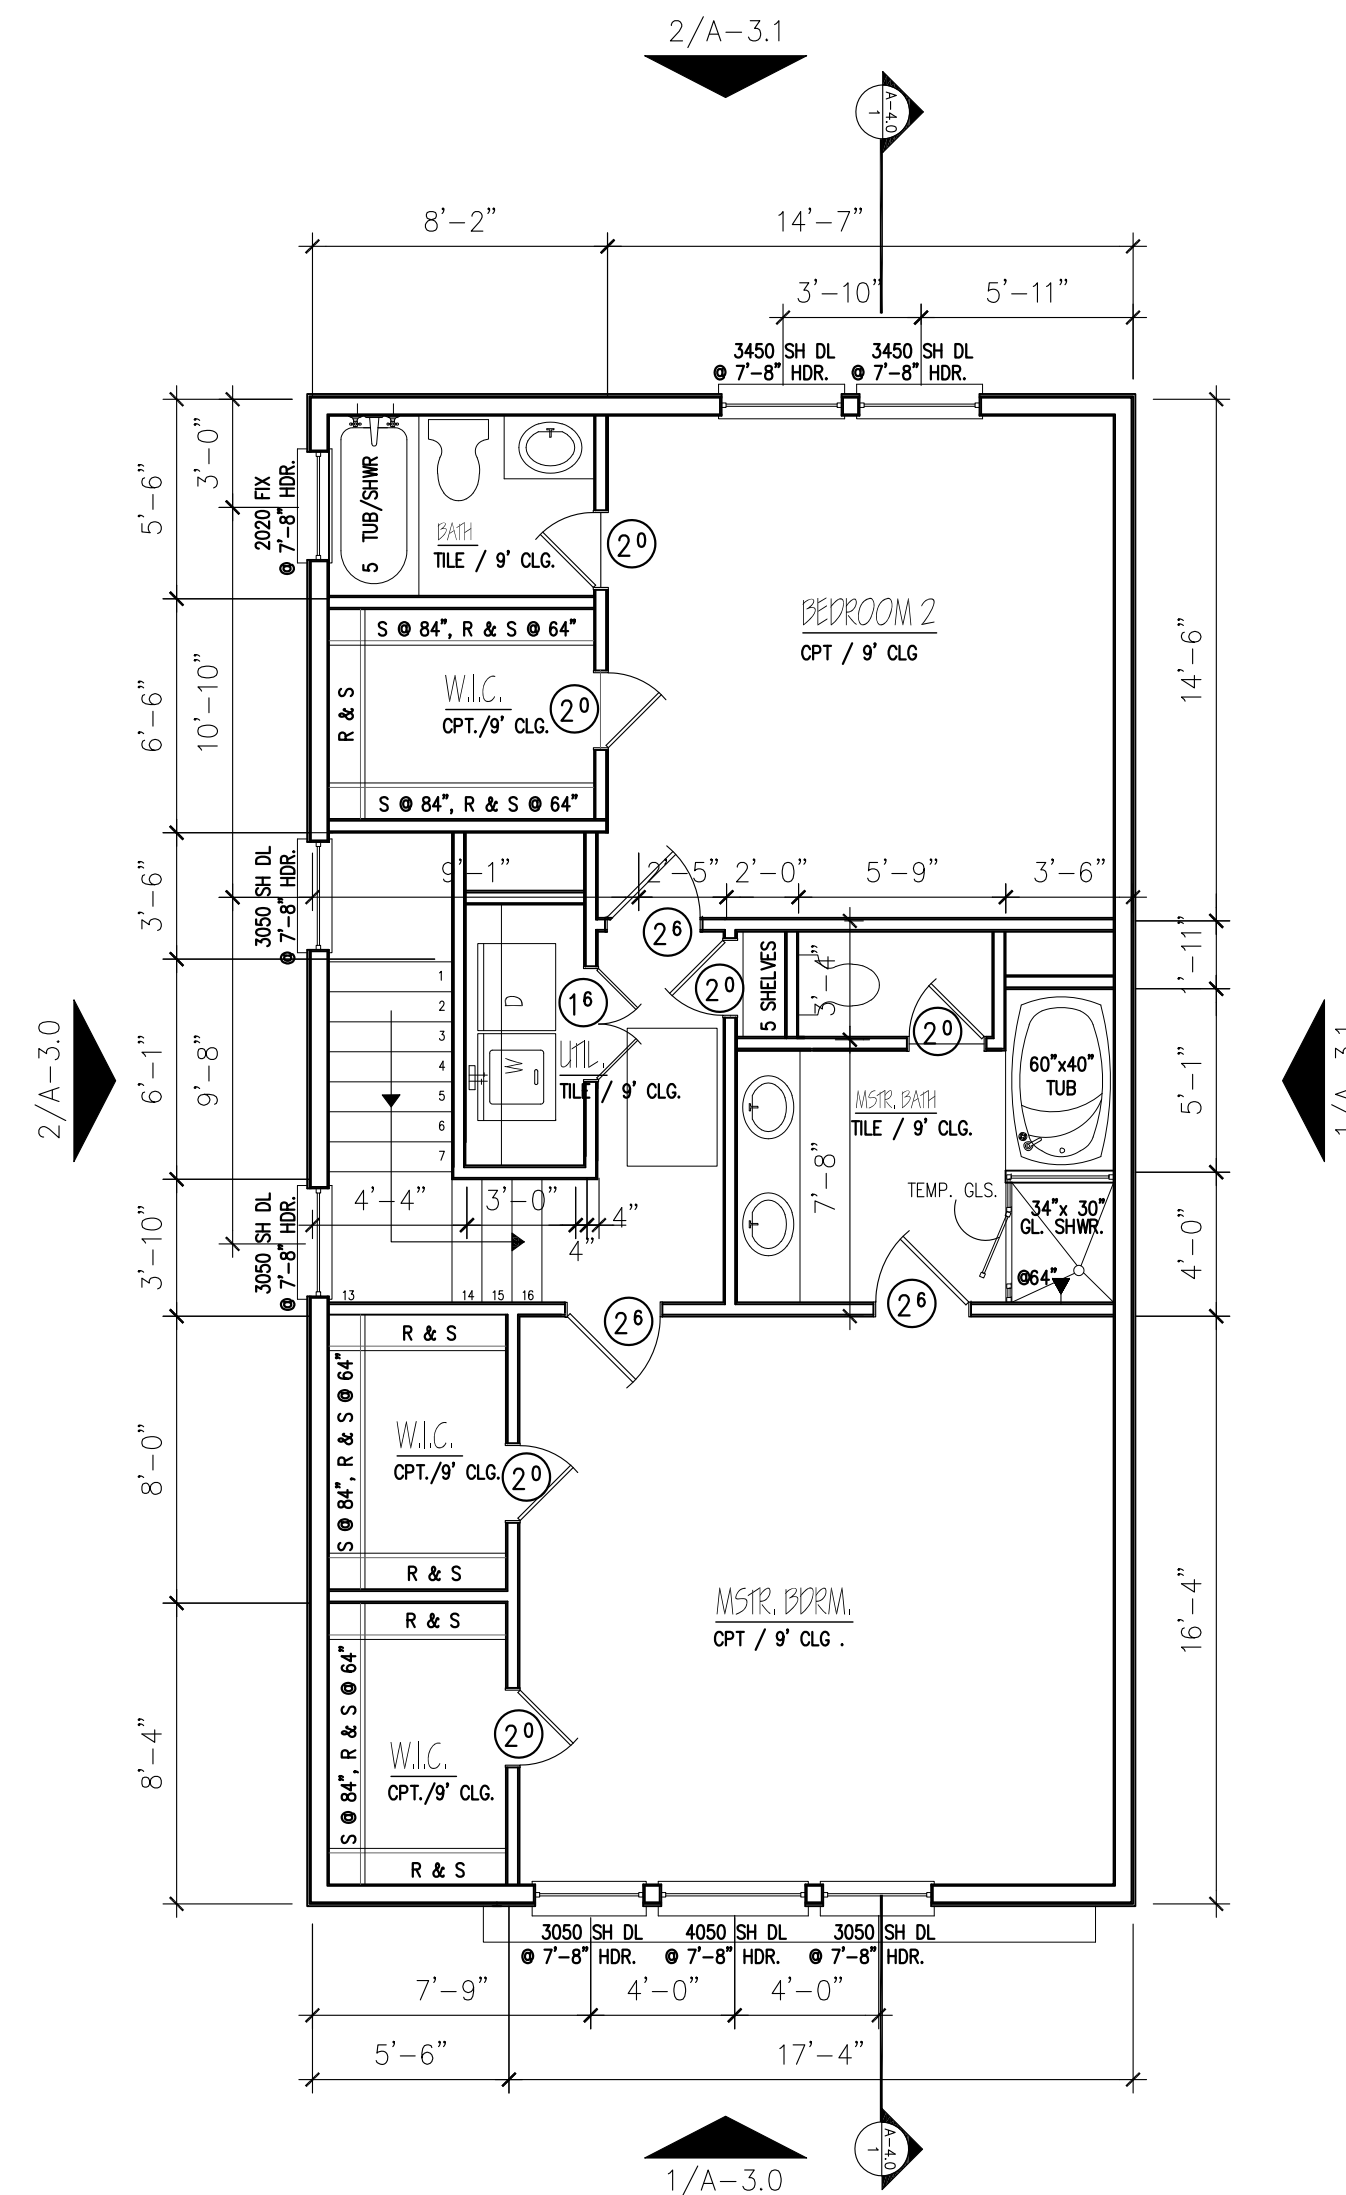 2/A-3.1
A-4.0
1
8'-2"
14'-7"
3'-10"
5'-11"
3450 SH DL
@ 7'-8" HDR.
3450 SH DL
@ 7'-8" HDR.
5'-6"
3'-0"
2020 FIX
@ 7'-8" HDR.
5 TUB/SHWR
BATH
TILE / 9' CLG.
2⁰
BEDROOM 2
CPT / 9' CLG
14'-6"
6'-6"
10'-10"
S @ 84", R & S @ 64"
R & S
W.I.C.
CPT./9' CLG.
2⁰
S @ 84", R & S @ 64"
3'-6"
3050 SH DL
@ 7'-8" HDR.
9'-1"
2'-5"
2'-0"
5'-9"
3'-6"
2⁶
1'-11"
1
2
3
4
5
6
7
D
W
1⁶
UTIL.
TILE / 9' CLG.
2⁰
5 SHELVES
3'-4"
2⁰
60"x40"
TUB
MSTR. BATH
TILE / 9' CLG.
5'-1"
2/A-3.0
6'-1"
9'-8"
1/A-3.1
7'-8"
TEMP. GLS.
34"x 30"
GL. SHWR.
@64"
4'-0"
4'-4"
3'-0"
4"
4"
3'-10"
3050 SH DL
@ 7'-8" HDR.
13
14
15
16
2⁶
2⁶
R & S
S @ 84", R & S @ 64"
W.I.C.
CPT./9' CLG.
2⁰
R & S
8'-0"
MSTR. BDRM.
CPT / 9' CLG .
16'-4"
R & S
S @ 84", R & S @ 64"
W.I.C.
CPT./9' CLG.
2⁰
R & S
8'-4"
3050 SH DL
@ 7'-8" HDR.
4050 SH DL
@ 7'-8" HDR.
3050 SH DL
@ 7'-8" HDR.
7'-9"
4'-0"
4'-0"
5'-6"
17'-4"
A-4.0
1
1/A-3.0